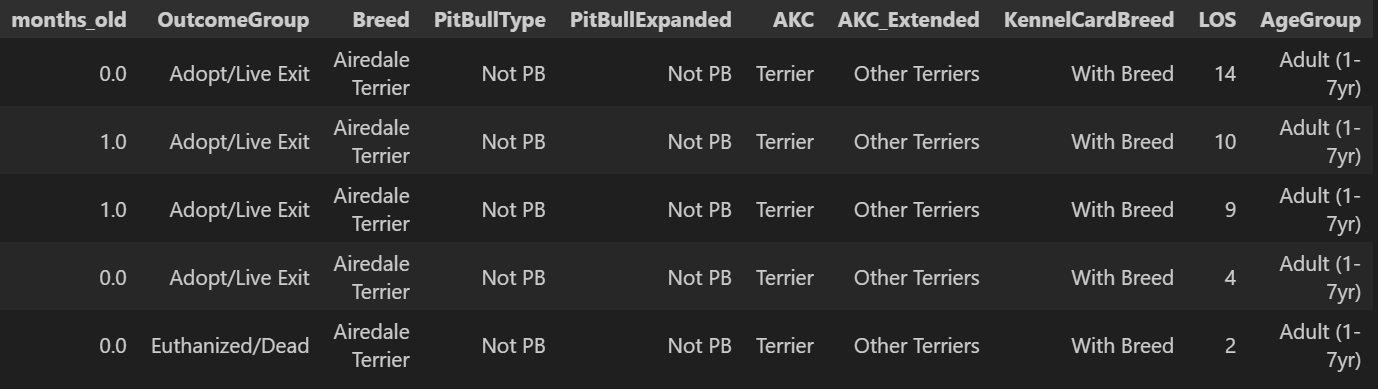 months_old OutcomeGroup Breed PitBullType PitBullExpanded AKC AKC_Extended KennelCardBreed LOS AgeGroup
0.0 Adopt/Live Exit Airedale Terrier Not PB Not PB Terrier Other Terriers With Breed 14 Adult (1-7yr)
1.0 Adopt/Live Exit Airedale Terrier Not PB Not PB Terrier Other Terriers With Breed 10 Adult (1-7yr)
1.0 Adopt/Live Exit Airedale Terrier Not PB Not PB Terrier Other Terriers With Breed 9 Adult (1-7yr)
0.0 Adopt/Live Exit Airedale Terrier Not PB Not PB Terrier Other Terriers With Breed 4 Adult (1-7yr)
0.0 Euthanized/Dead Airedale Terrier Not PB Not PB Terrier Other Terriers With Breed 2 Adult (1-7yr)